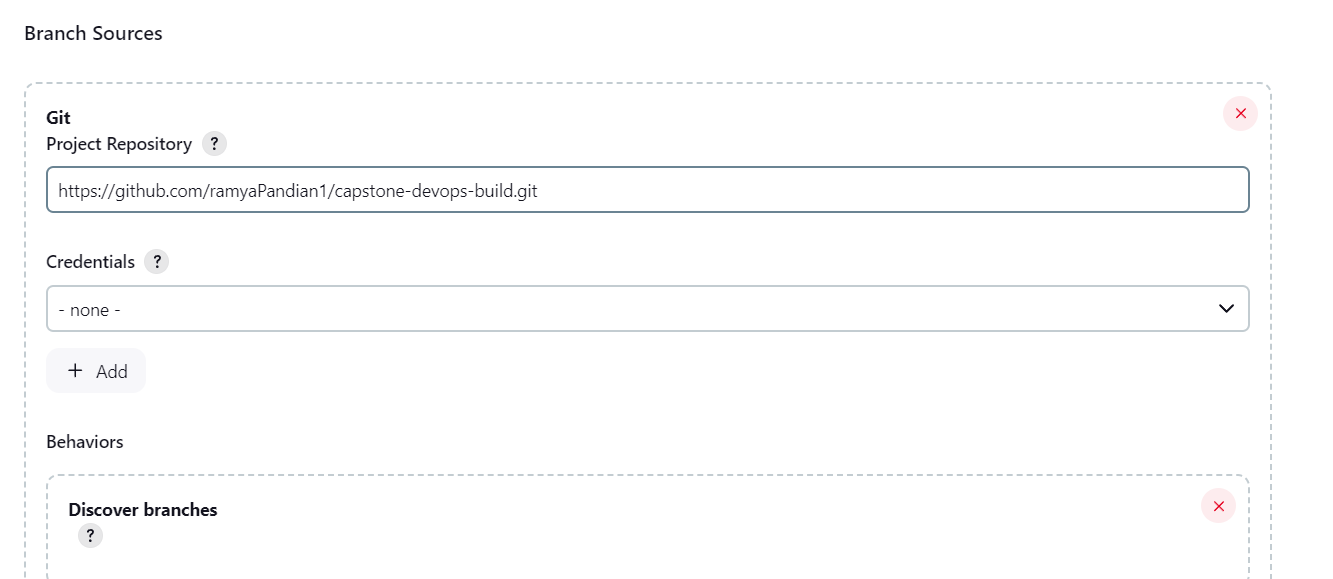 Branch Sources
Git
Project Repository ?
https://github.com/ramyaPandian1/capstone-devops-build.git
Credentials ?
- none -
+ Add
Behaviors
Discover branches
?